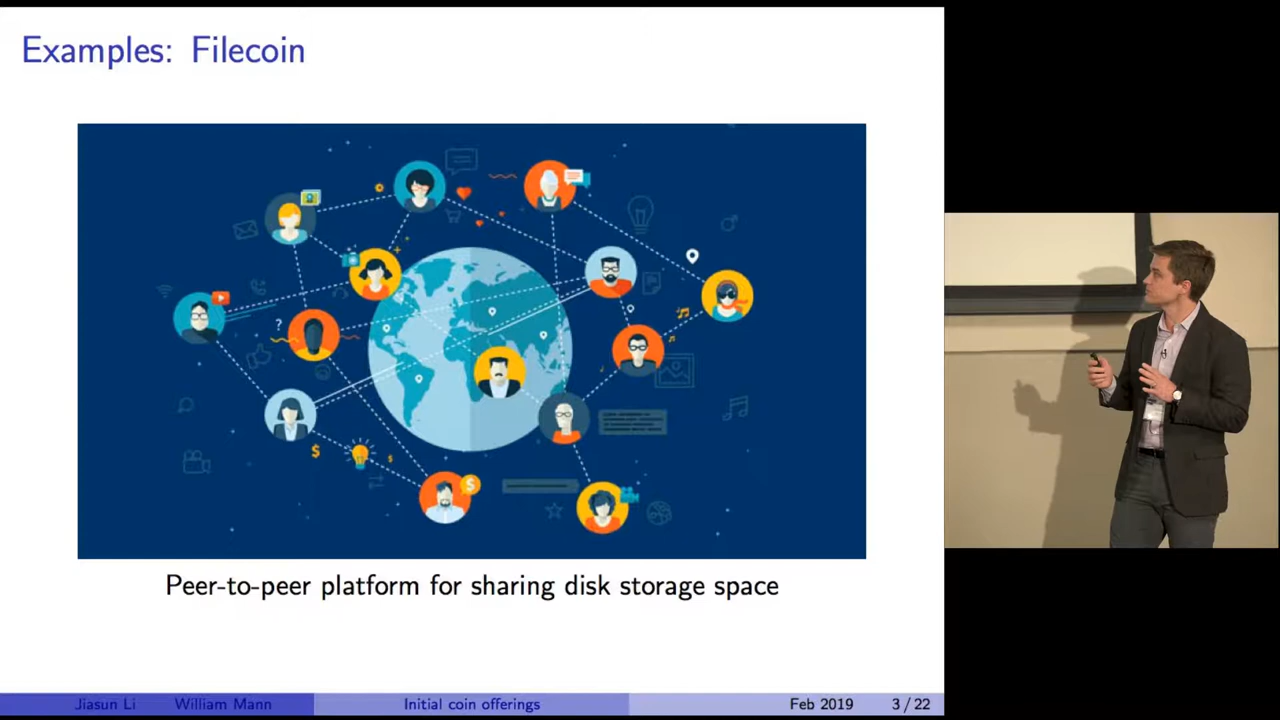 Examples: Filecoin
?
$
$
$
Peer-to-peer platform for sharing disk storage space
Jiasun Li William Mann Initial coin offerings Feb 2019 3 / 22